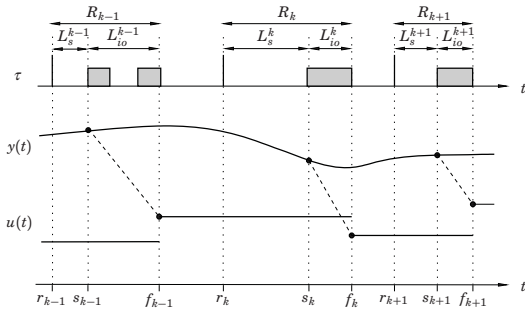 R_{k−1} R_k R_{k+1}
L_s^{k−1} L_{io}^{k−1} L_s^k L_{io}^k L_s^{k+1} L_{io}^{k+1}
τ t
y(t)
u(t)
t
r_{k−1} s_{k−1} f_{k−1} r_k s_k f_k r_{k+1} s_{k+1} f_{k+1}